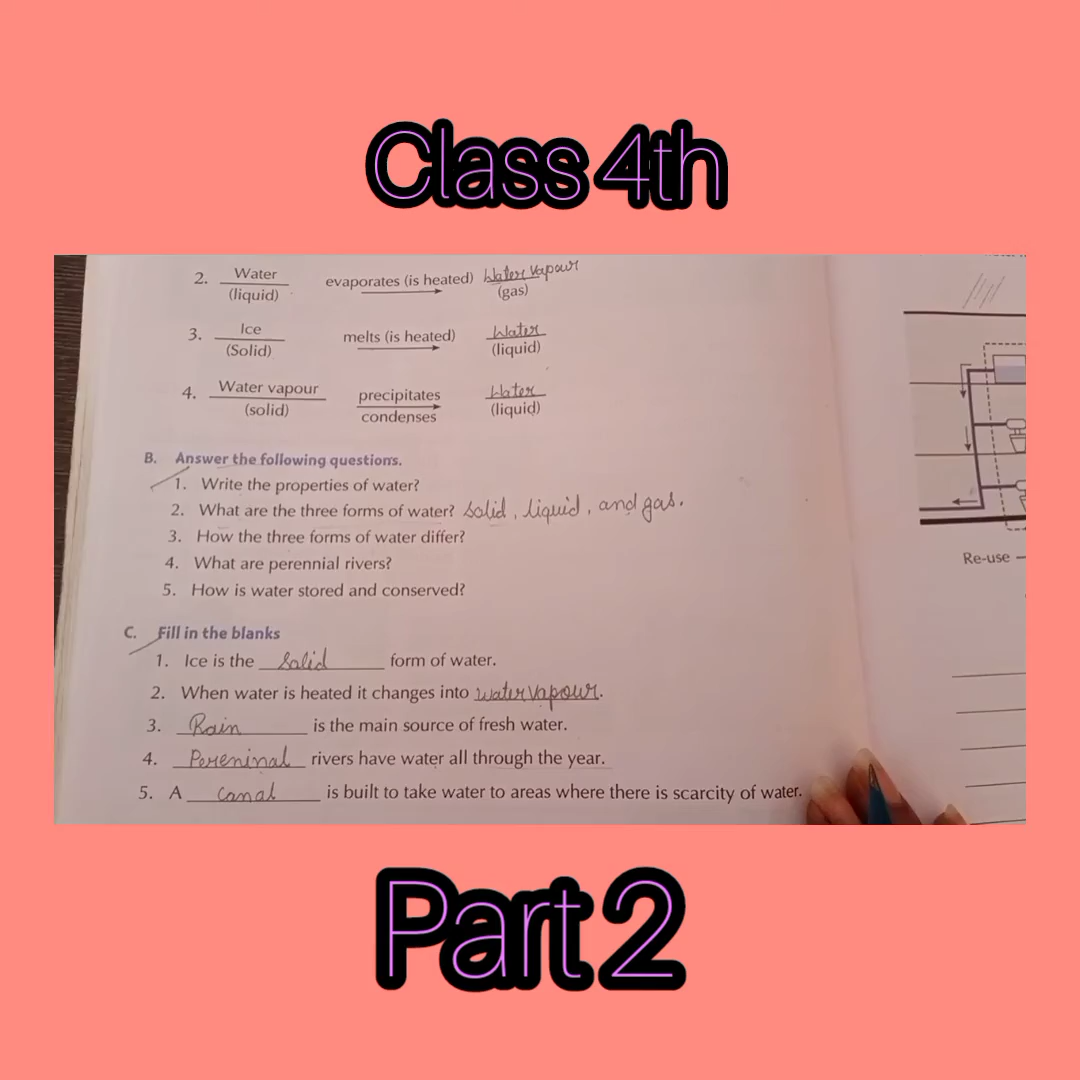 Class 4th
2. Water evaporates (is heated) Water Vapour
(liquid) (gas)
3. Ice melts (is heated) Water
(Solid) (liquid)
4. Water vapour precipitates Water
(solid) condenses (liquid)
B. Answer the following questions.
1. Write the properties of water?
2. What are the three forms of water? Solid, liquid, and gas.
3. How the three forms of water differ?
4. What are perennial rivers?
5. How is water stored and conserved?
Re-use –
C. Fill in the blanks
1. Ice is the Solid form of water.
2. When water is heated it changes into water vapour.
3. Rain is the main source of fresh water.
4. Pereninal rivers have water all through the year.
5. A canal is built to take water to areas where there is scarcity of water.
Part 2